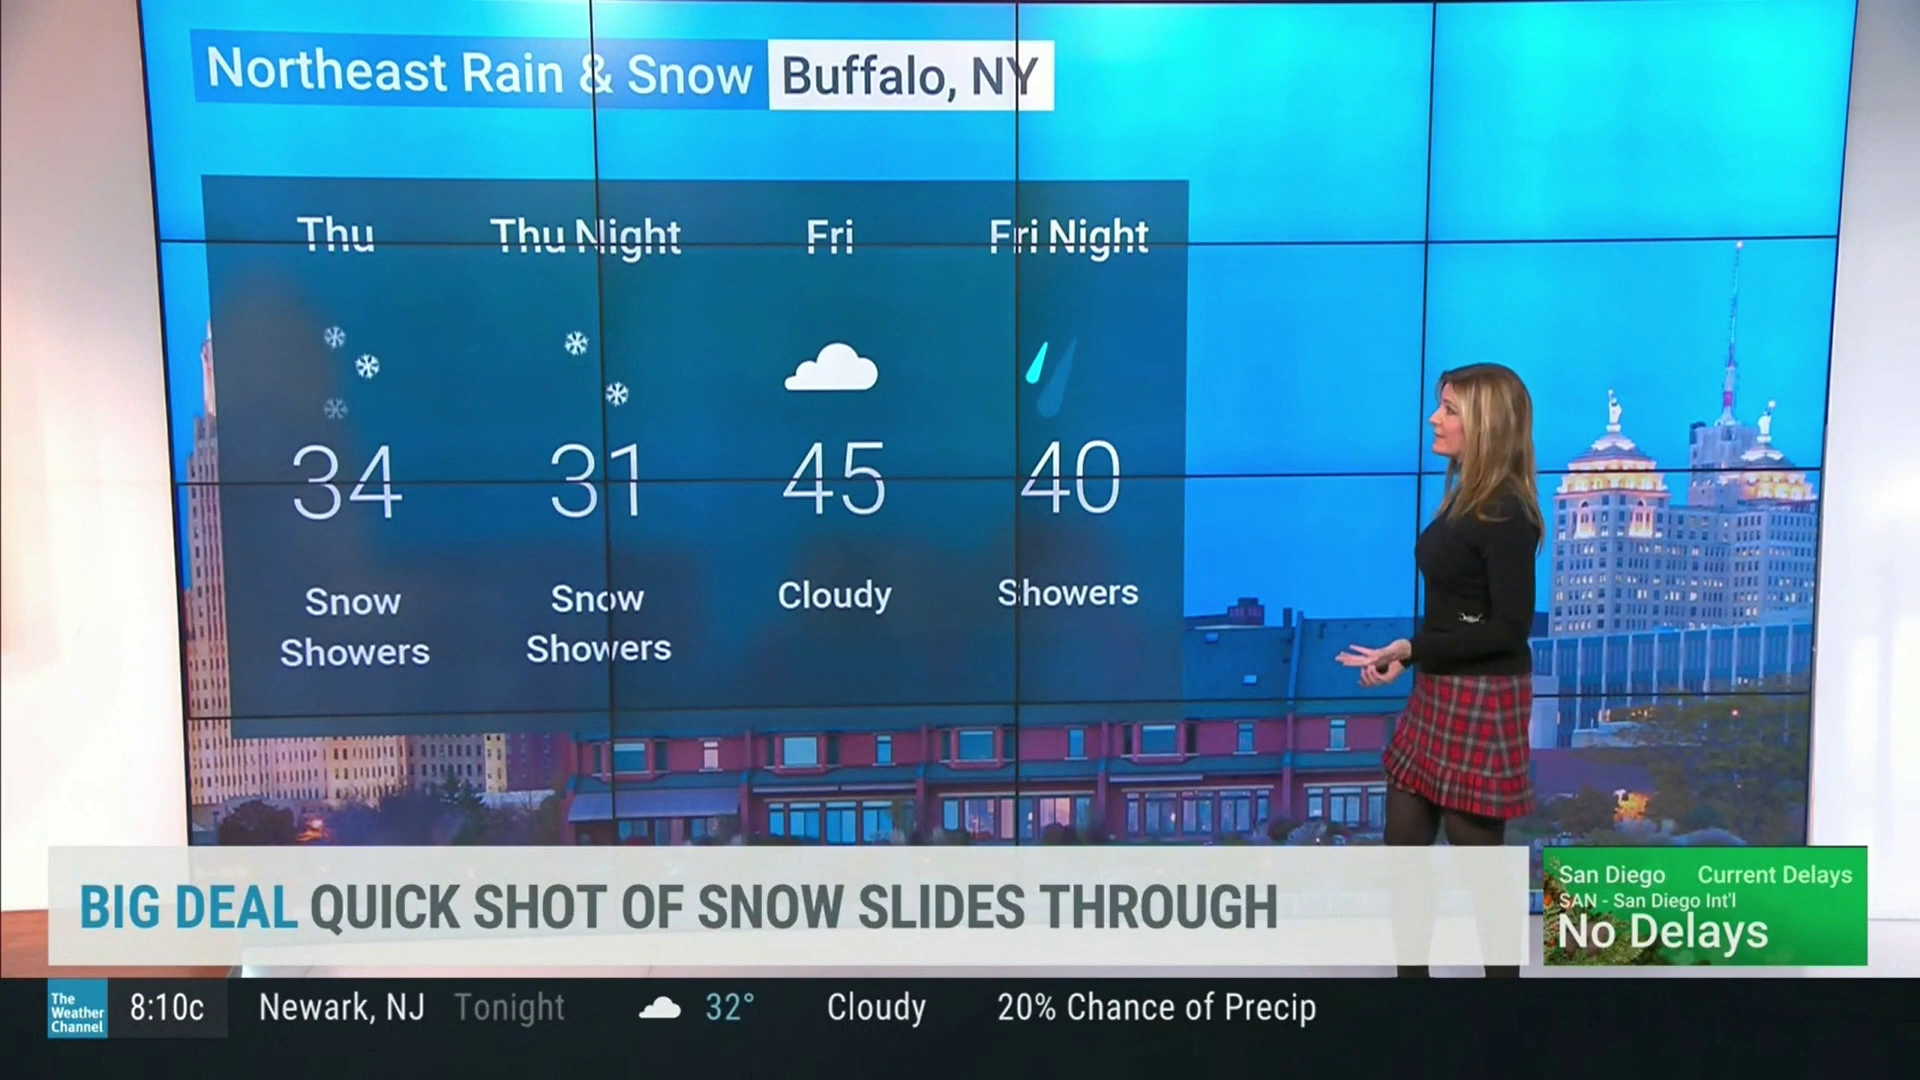 Northeast Rain & Snow Buffalo, NY
Thu Thu Night Fri Fri Night
34 31 45 40
Snow Showers
Snow Showers
Cloudy
Showers
BIG DEAL QUICK SHOT OF SNOW SLIDES THROUGH
San Diego Current Delays
SAN - San Diego Int'l
No Delays
The Weather Channel
8:10c Newark, NJ Tonight 32° Cloudy 20% Chance of Precip